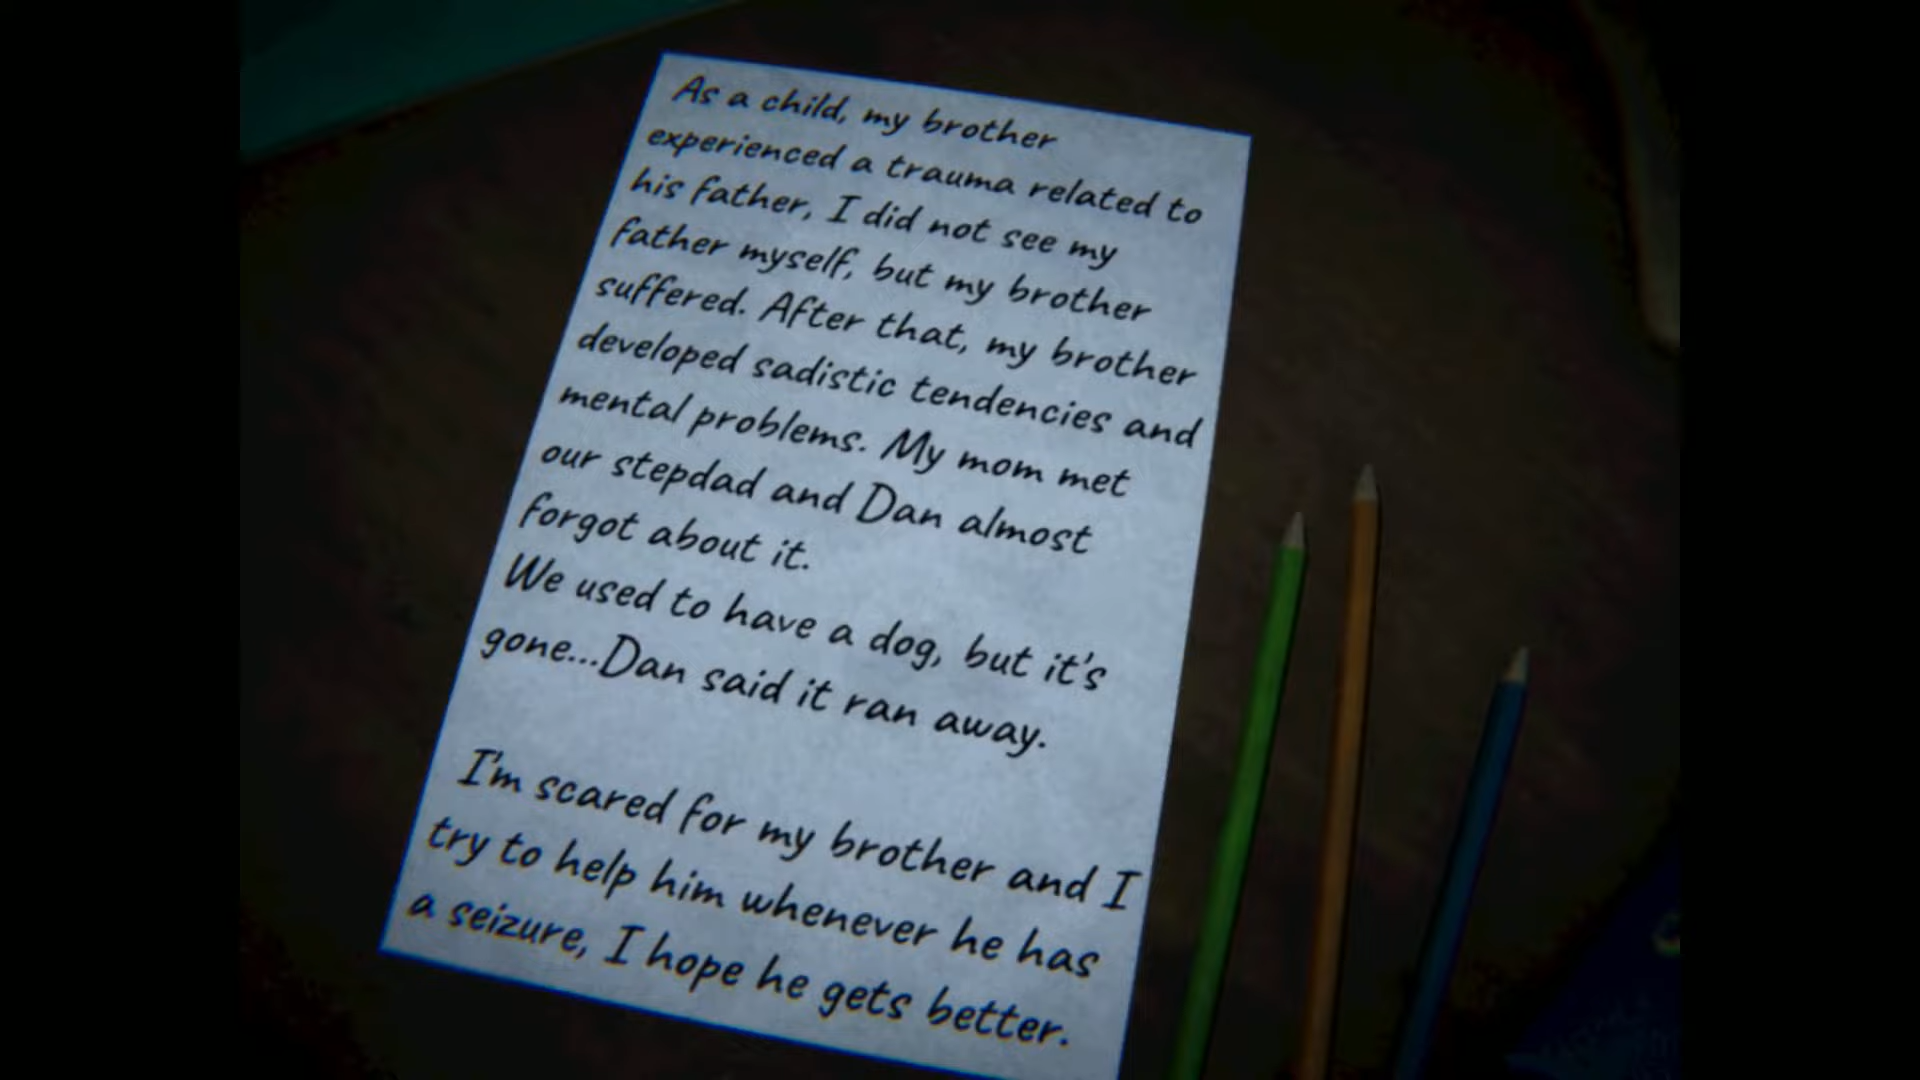 As a child, my brother
experienced a trauma related to
his father, I did not see my
father myself, but my brother
suffered. After that, my brother
developed sadistic tendencies and
mental problems. My mom met
our stepdad and Dan almost
forgot about it.
We used to have a dog, but it's
gone...Dan said it ran away.
I'm scared for my brother and I
try to help him whenever he has
a seizure, I hope he gets better.